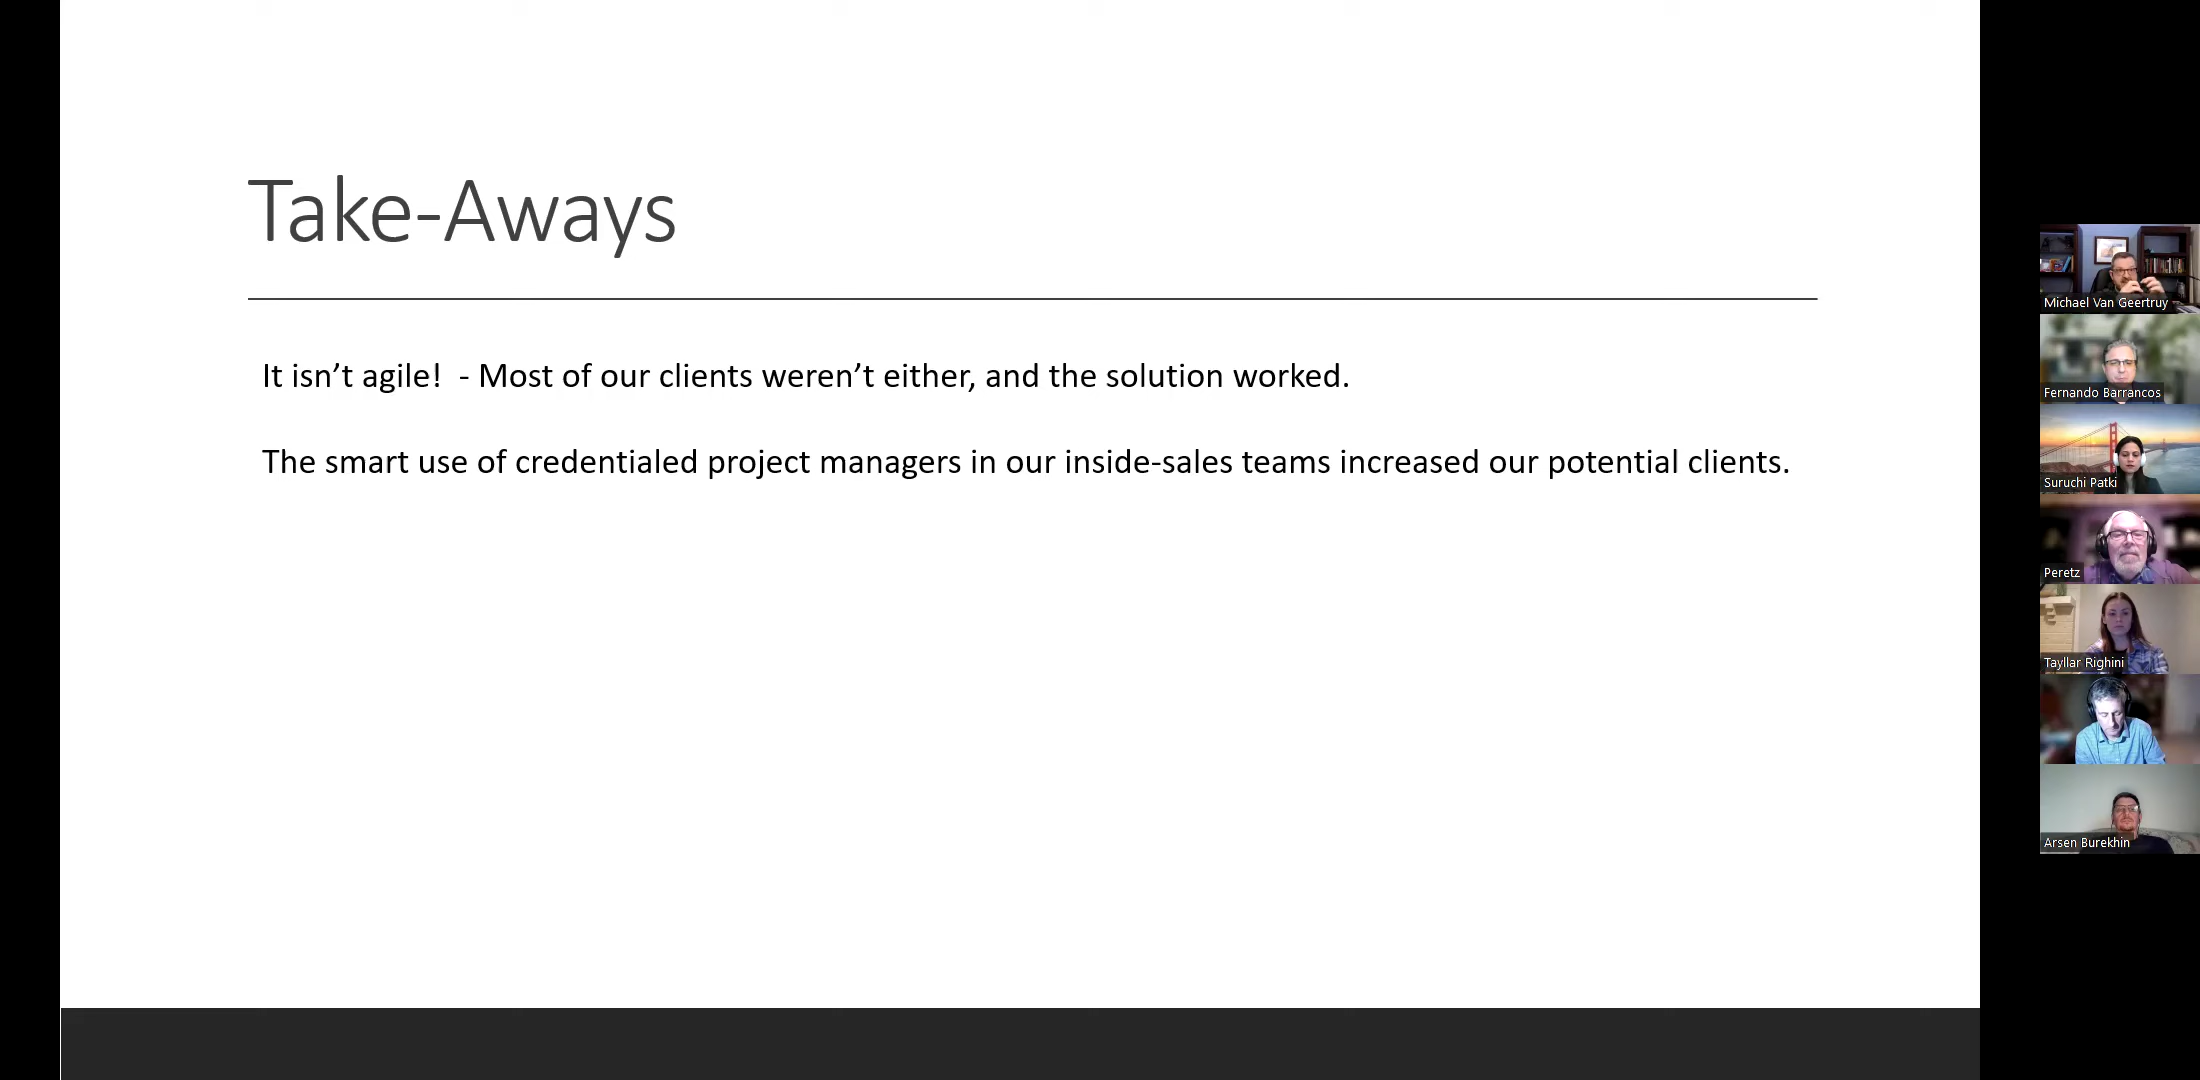 Take-Aways
It isn’t agile!  - Most of our clients weren’t either, and the solution worked.
The smart use of credentialed project managers in our inside-sales teams increased our potential clients.
Michael Van Geertruy
Fernando Barrancos
Suruchi Patki
Peretz
Tayllar Righini
Arsen Burekhin